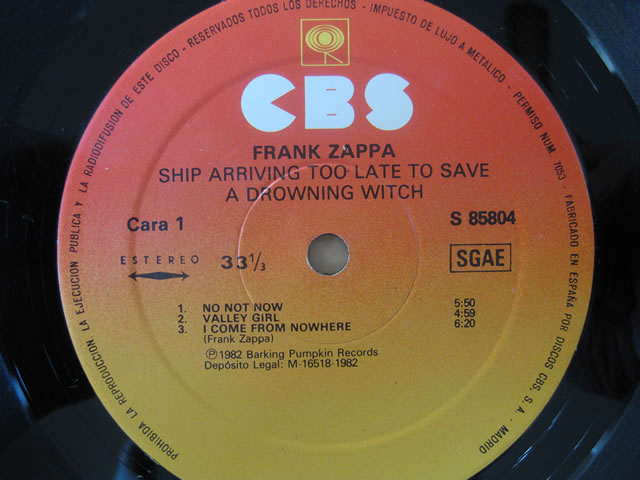 PROHIBIDA LA REPRODUCCION, LA EJECUCION PUBLICA Y LA RADIODIFUSION DE ESTE DISCO - RESERVADOS TODOS LOS DERECHOS - IMPUESTO DE LUJO A METALICO - PERMISO NUM. 7053 - FABRICADO EN ESPAÑA POR DISCOS CBS, S. A. - MADRID
CBS
FRANK ZAPPA
SHIP ARRIVING TOO LATE TO SAVE
A DROWNING WITCH
Cara 1 S 85804
ESTEREO 33 1/3 SGAE
1. NO NOT NOW 5:50
2. VALLEY GIRL 4:59
3. I COME FROM NOWHERE 6:20
(Frank Zappa)
Ⓟ1982 Barking Pumpkin Records
Depósito Legal: M-16518-1982